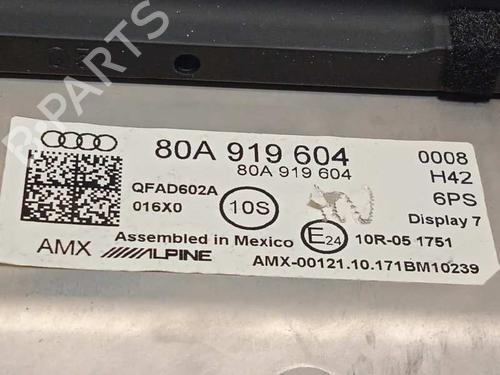 80A 919 604
80A 919 604
0008
H42
6PS
Display 7
QFAD602A
016X0
10S
Assembled in Mexico
E24
10R-05 1751
AMX
ALPINE
AMX-00121.10.171BM10239
B-PARTS